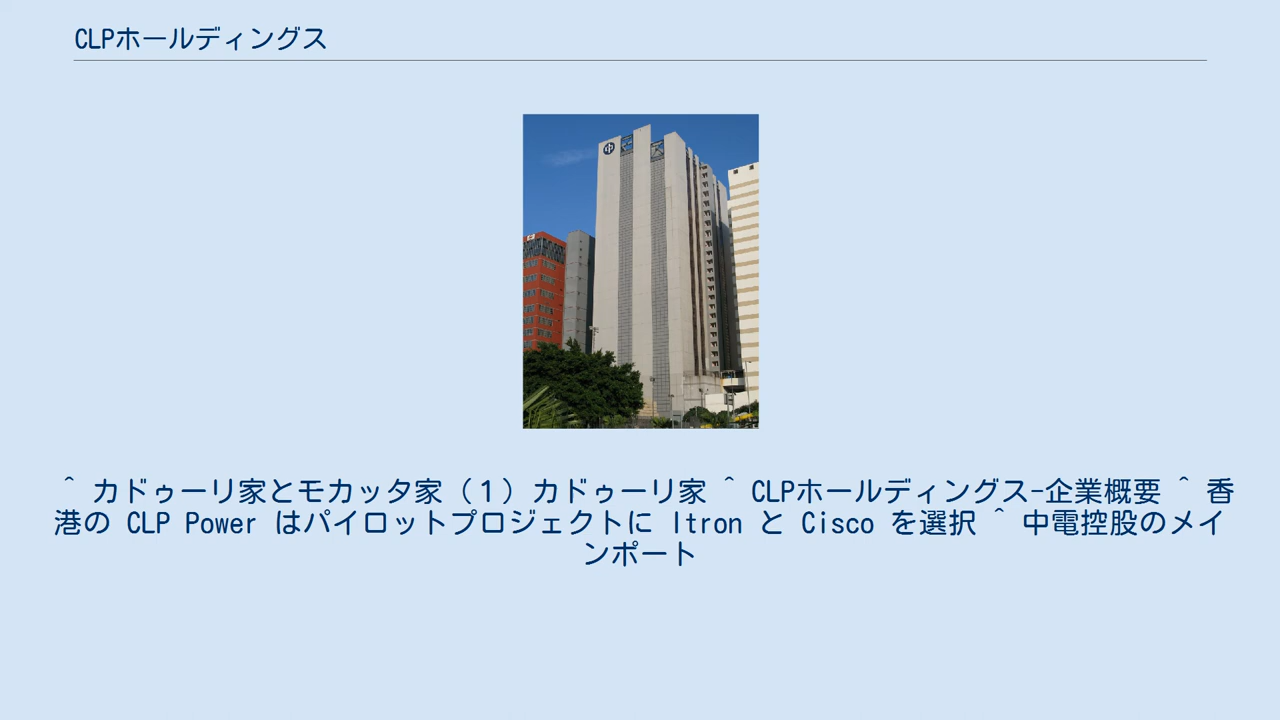 CLPホールディングス
^ カドゥーリ家とモカッタ家（１）カドゥーリ家 ^ CLPホールディングス-企業概要 ^ 香
港の CLP Power はパイロットプロジェクトに Itron と Cisco を選択 ^ 中電控股のメイ
ンポート